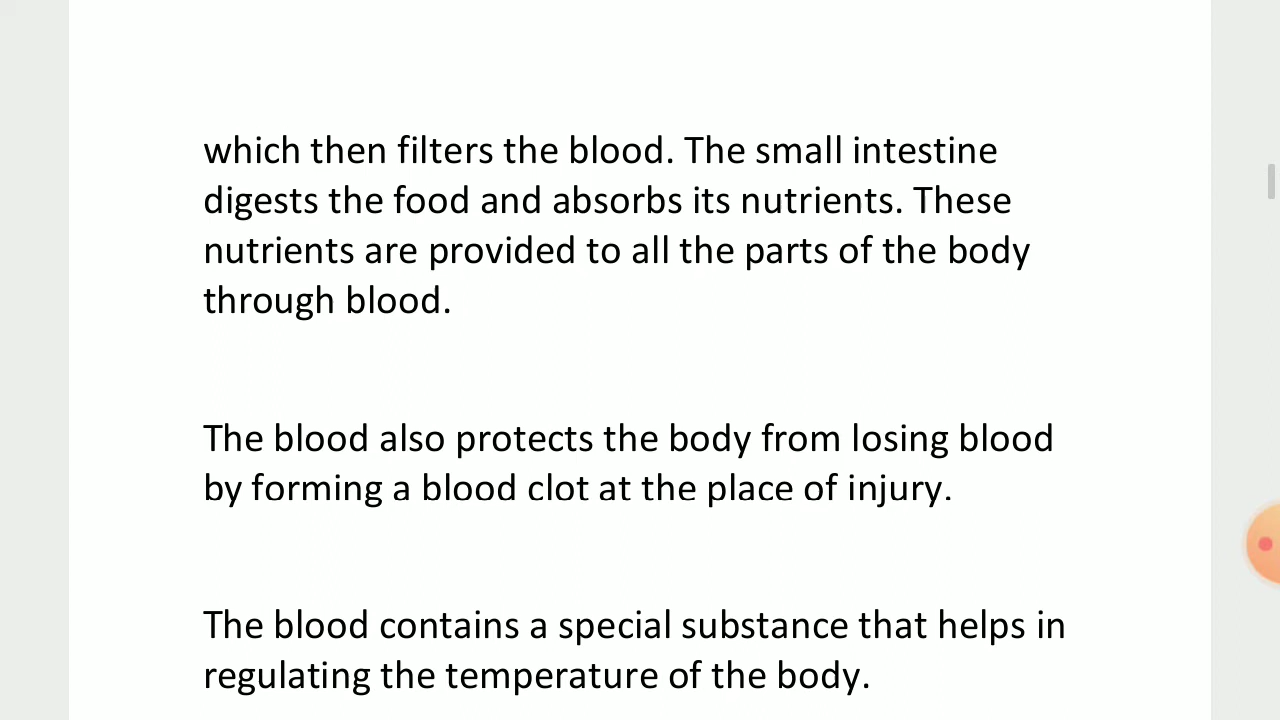 which then filters the blood. The small intestine
digests the food and absorbs its nutrients. These
nutrients are provided to all the parts of the body
through blood.
The blood also protects the body from losing blood
by forming a blood clot at the place of injury.
The blood contains a special substance that helps in
regulating the temperature of the body.